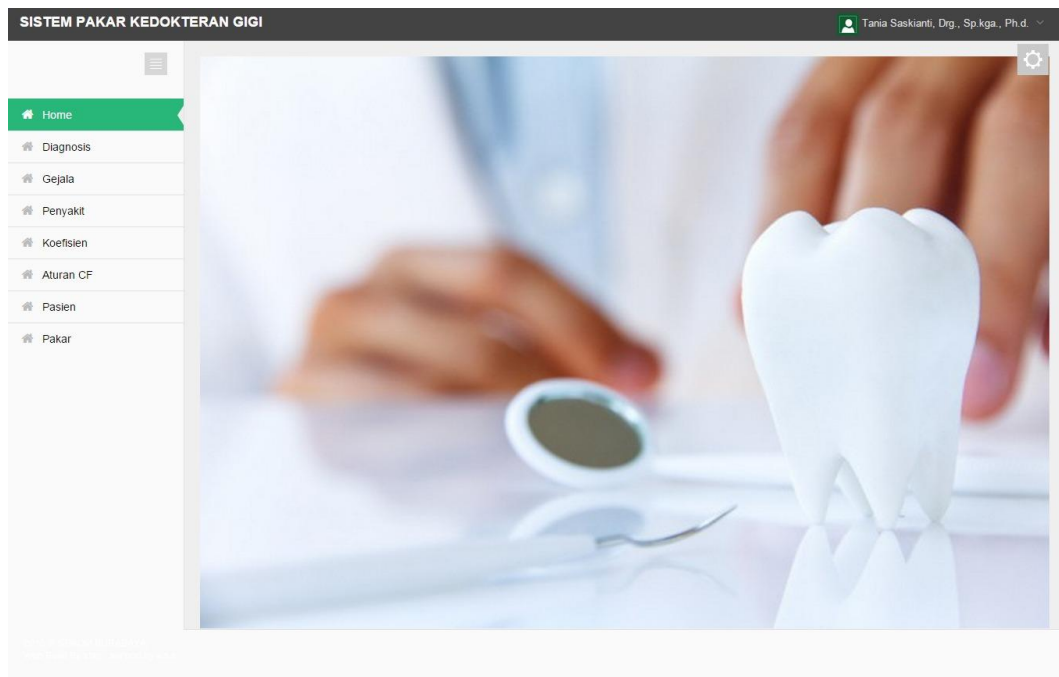 SISTEM PAKAR KEDOKTERAN GIGI
Tania Saskianti, Drg., Sp.kga., Ph.d.
Home
Diagnosis
Gejala
Penyakit
Koefisien
Aturan CF
Pasien
Pakar